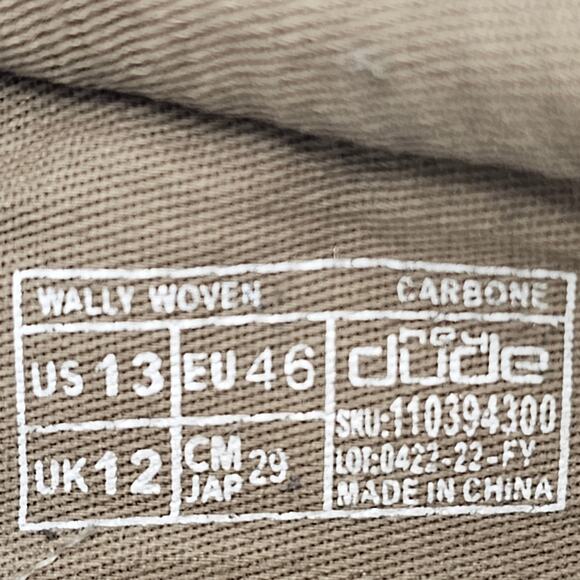 WALLY WOVEN CARBONE
US 13 EU 46
UK 12 CM JAP 29
hey dude
SKU:110394300
LOT:0422-22-FY
MADE IN CHINA